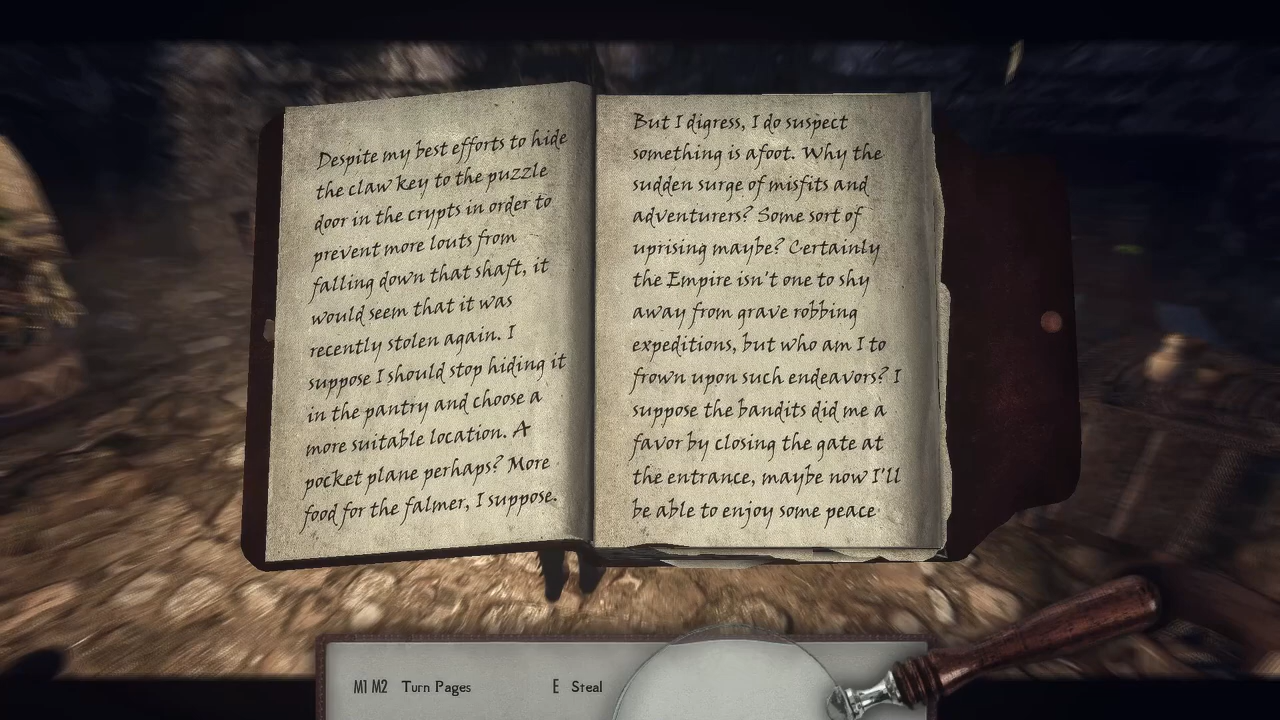 Despite my best efforts to hide
the claw key to the puzzle
door in the crypts in order to
prevent more louts from
falling down that shaft, it
would seem that it was
recently stolen again. I
suppose I should stop hiding it
in the pantry and choose a
more suitable location. A
pocket plane perhaps? More
food for the falmer, I suppose.
But I digress, I do suspect
something is afoot. Why the
sudden surge of misfits and
adventurers? Some sort of
uprising maybe? Certainly
the Empire isn't one to shy
away from grave robbing
expeditions, but who am I to
frown upon such endeavors? I
suppose the bandits did me a
favor by closing the gate at
the entrance, maybe now I'll
be able to enjoy some peace
M1 M2 Turn Pages E Steal